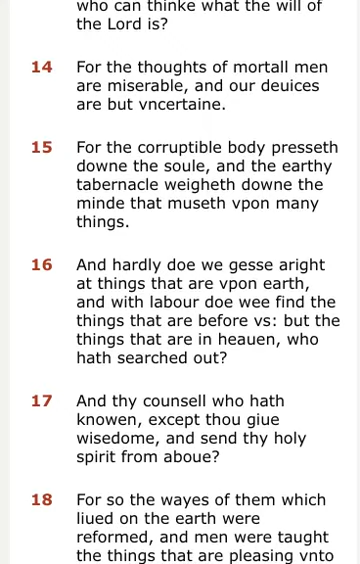 who can thinke what the will of
the Lord is?
14 For the thoughts of mortall men
are miserable, and our deuices
are but vncertaine.
15 For the corruptible body presseth
downe the soule, and the earthy
tabernacle weigheth downe the
minde that museth vpon many
things.
16 And hardly doe we gesse aright
at things that are vpon earth,
and with labour doe wee find the
things that are before vs: but the
things that are in heauen, who
hath searched out?
17 And thy counsell who hath
knowen, except thou giue
wisedome, and send thy holy
spirit from aboue?
18 For so the wayes of them which
liued on the earth were
reformed, and men were taught
the things that are pleasing vnto